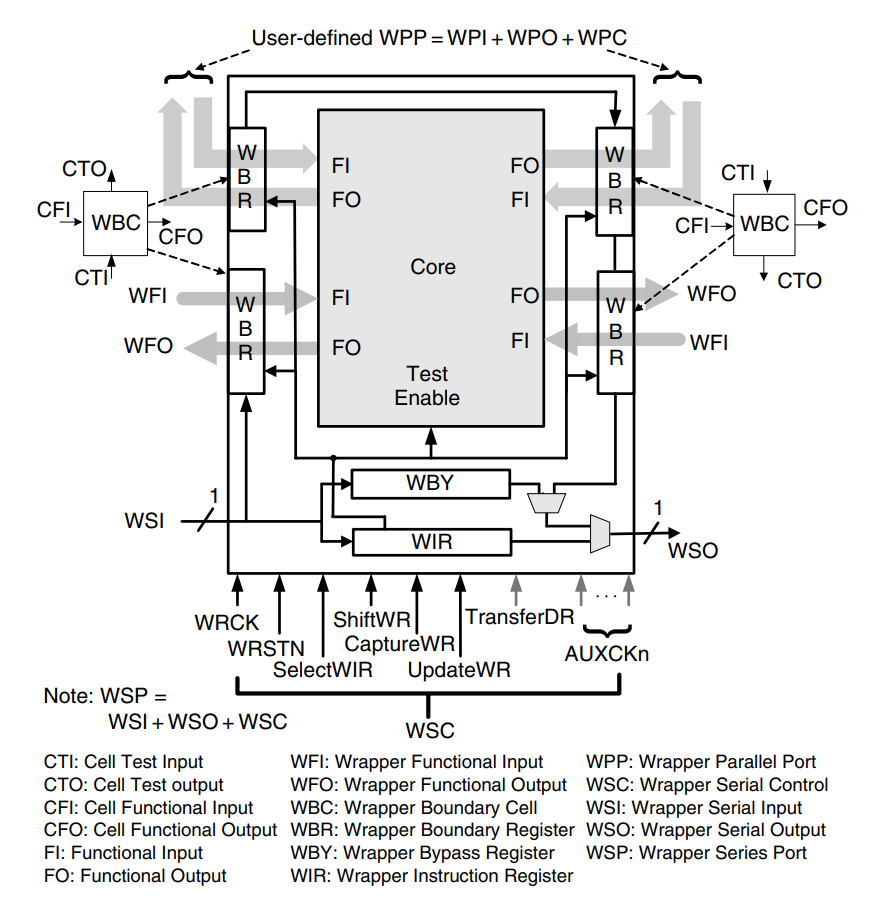 User-defined WPP = WPI + WPO + WPC
W
B
R
W
B
R
FI
FO
FO
FI
CTO
CFI
WBC
CFO
CTI
CTI
CFI
WBC
CFO
CTO
Core
WFI
WFO
W
B
R
FI
FO
FO
FI
W
B
R
WFO
WFI
Test
Enable
WBY
WSI
1
WIR
1
WSO
WRCK
WRSTN
SelectWIR
ShiftWR
CaptureWR
UpdateWR
TransferDR
...
AUXCKn
WSC
Note: WSP =
WSI + WSO + WSC
CTI: Cell Test Input
CTO: Cell Test output
CFI: Cell Functional Input
CFO: Cell Functional Output
FI: Functional Input
FO: Functional Output
WFI: Wrapper Functional Input
WFO: Wrapper Functional Output
WBC: Wrapper Boundary Cell
WBR: Wrapper Boundary Register
WBY: Wrapper Bypass Register
WIR: Wrapper Instruction Register
WPP: Wrapper Parallel Port
WSC: Wrapper Serial Control
WSI: Wrapper Serial Input
WSO: Wrapper Serial Output
WSP: Wrapper Series Port